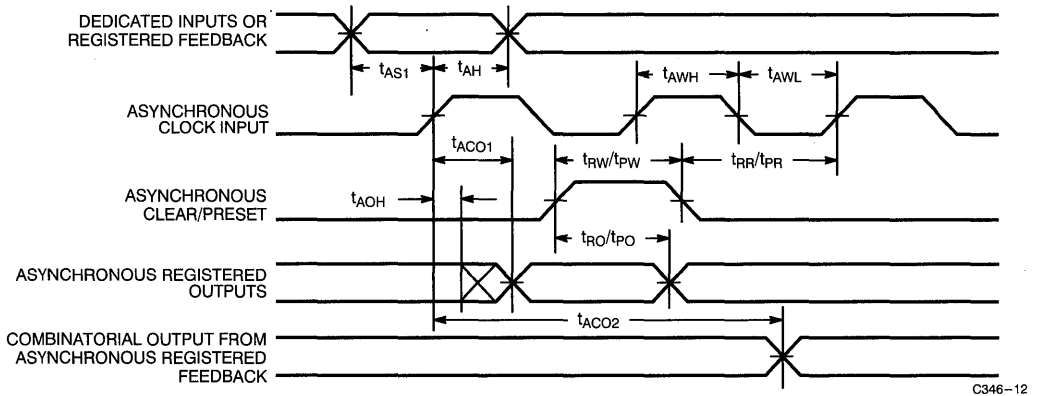 DEDICATED INPUTS OR
REGISTERED FEEDBACK
tAS1
tAH
tAWH
tAWL
ASYNCHRONOUS
CLOCK INPUT
tACO1
tRW/tPW
tRR/tPR
ASYNCHRONOUS
CLEAR/PRESET
tAOH
tRO/tPO
ASYNCHRONOUS REGISTERED
OUTPUTS
tACO2
COMBINATORIAL OUTPUT FROM
ASYNCHRONOUS REGISTERED
FEEDBACK
C346–12